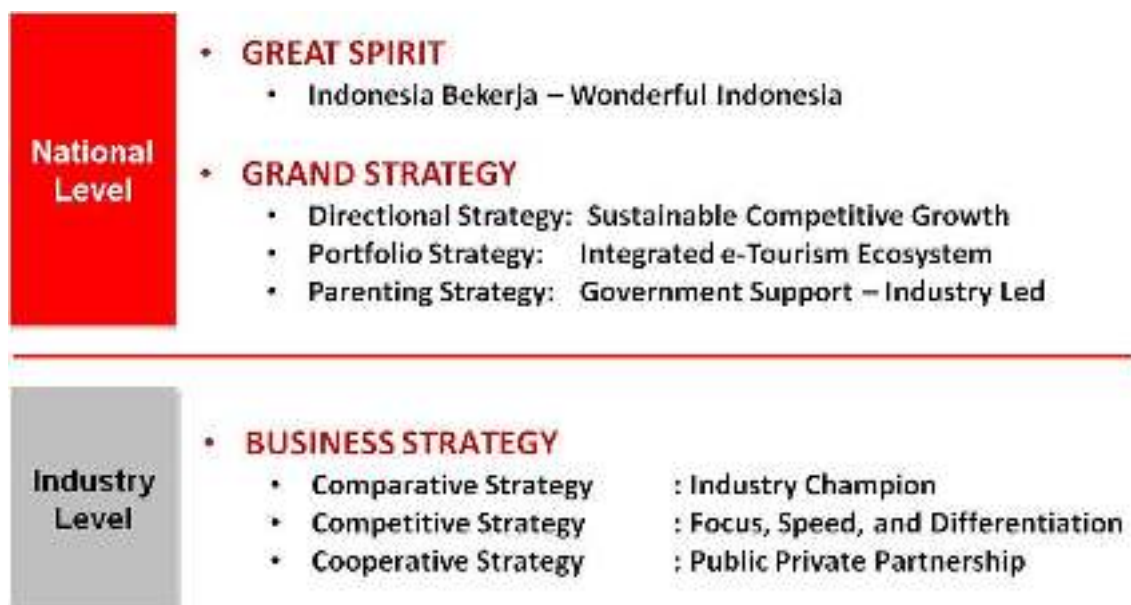 National
Level
• GREAT SPIRIT
• Indonesia Bekerja – Wonderful Indonesia
• GRAND STRATEGY
• Directional Strategy: Sustainable Competitive Growth
• Portfolio Strategy: Integrated e-Tourism Ecosystem
• Parenting Strategy: Government Support – Industry Led
Industry
Level
• BUSINESS STRATEGY
• Comparative Strategy : Industry Champion
• Competitive Strategy : Focus, Speed, and Differentiation
• Cooperative Strategy : Public Private Partnership